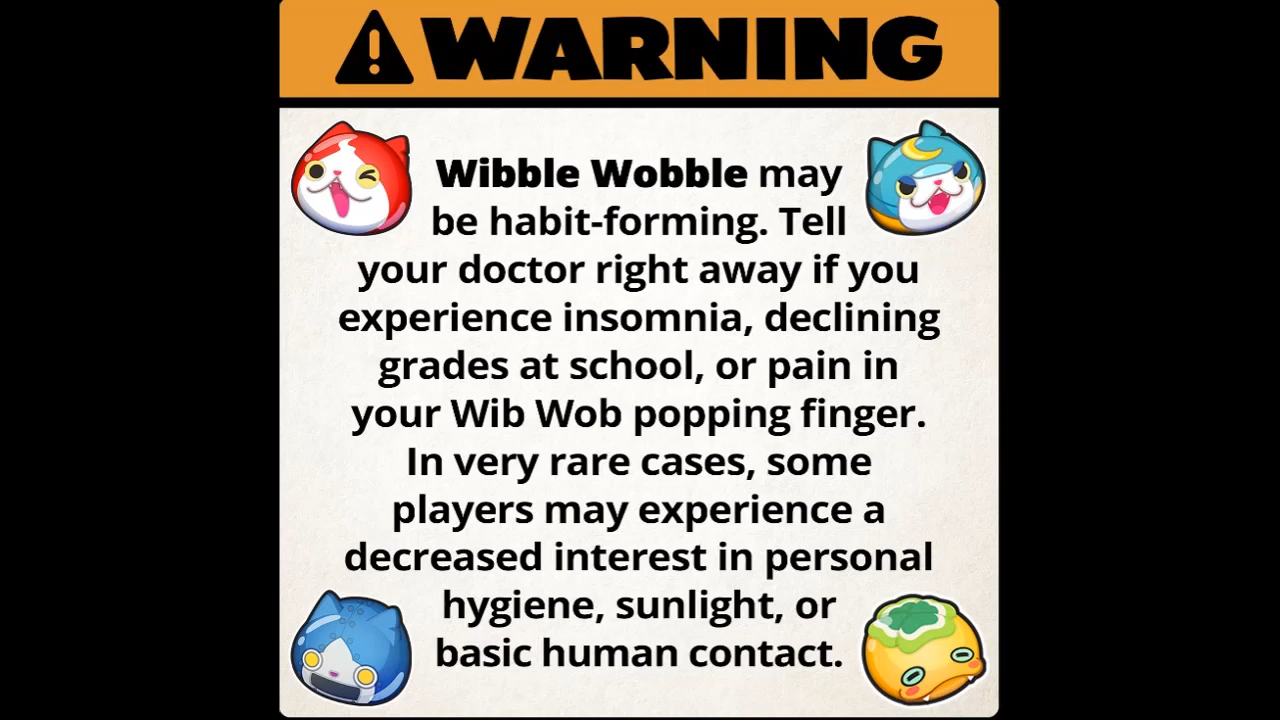 WARNING
Wibble Wobble may
be habit-forming. Tell
your doctor right away if you
experience insomnia, declining
grades at school, or pain in
your Wib Wob popping finger.
In very rare cases, some
players may experience a
decreased interest in personal
hygiene, sunlight, or
basic human contact.